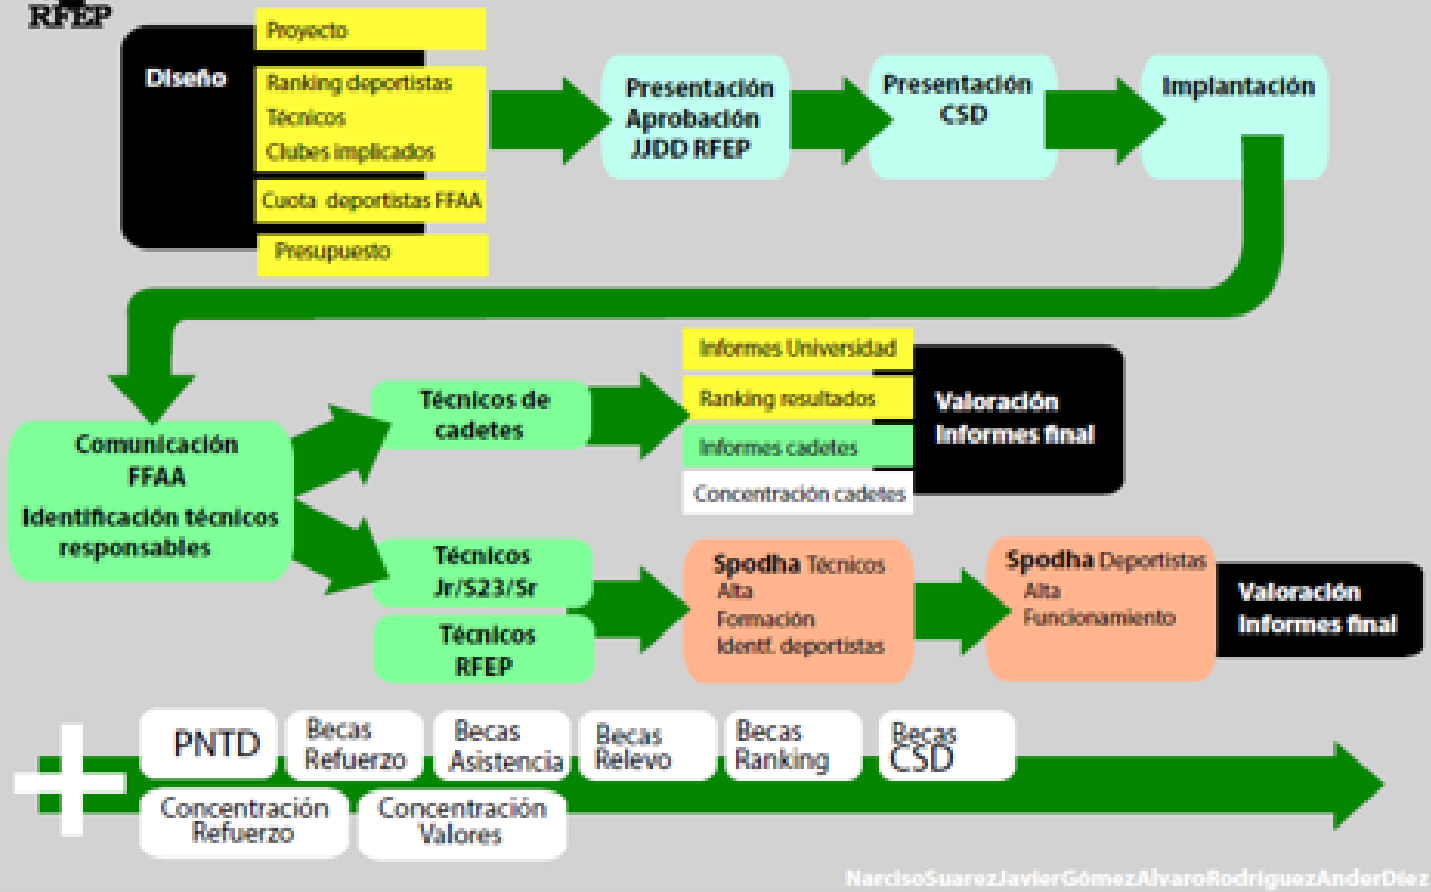 RFEP
Diseño
Proyecto
Ranking deportistas
Técnicos
Clubes implicados
Cuota deportistas FFAA
Presupuesto
Presentación
Aprobación
JJDD RFEP
Presentación
CSD
Implantación
Comunicación
FFAA
Identificación técnicos
responsables
Técnicos de
cadetes
Informes Universidad
Ranking resultados
Informes cadetes
Concentración cadetes
Valoración
Informes final
Técnicos
Jr/S23/Sr
Técnicos
RFEP
Spodha Técnicos
Alta
Formación
Identf. deportistas
Spodha Deportistas
Alta
Funcionamiento
Valoración
Informes final
PNTD
Becas
Refuerzo
Becas
Asistencia
Becas
Relevo
Becas
Ranking
Becas
CSD
Concentración
Refuerzo
Concentración
Valores
NarcisoSuarezJavierGómezAlvaroRodriguezAnderDíez